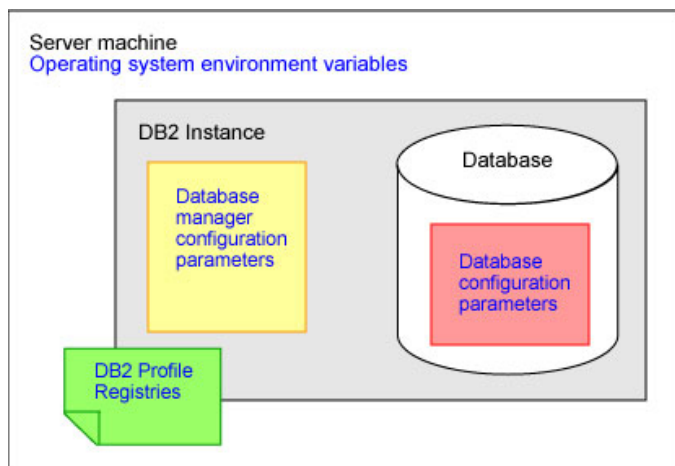 Server machine
Operating system environment variables
DB2 Instance
Database
manager
configuration
parameters
Database
Database
configuration
parameters
DB2 Profile
Registries